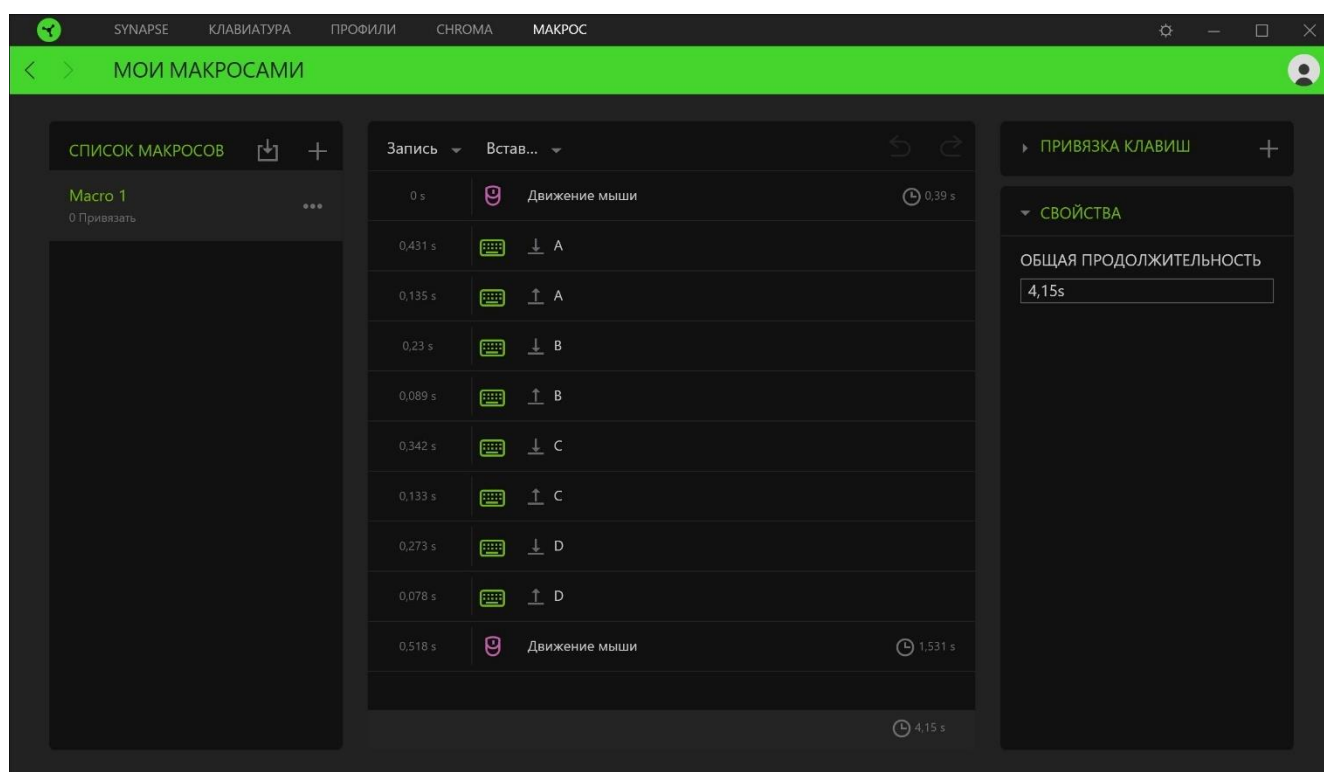 SYNAPSE КЛАВИАТУРА ПРОФИЛИ CHROMA МАКРОС
МОИ МАКРОСАМИ
СПИСОК МАКРОСОВ
Macro 1
0 Привязать
Запись Встав...
0 s Движение мыши 0,39 s
0,431 s A
0,135 s A
0,23 s B
0,089 s B
0,342 s C
0,133 s C
0,273 s D
0,078 s D
0,518 s Движение мыши 1,531 s
4,15 s
ПРИВЯЗКА КЛАВИШ
СВОЙСТВА
ОБЩАЯ ПРОДОЛЖИТЕЛЬНОСТЬ
4,15s